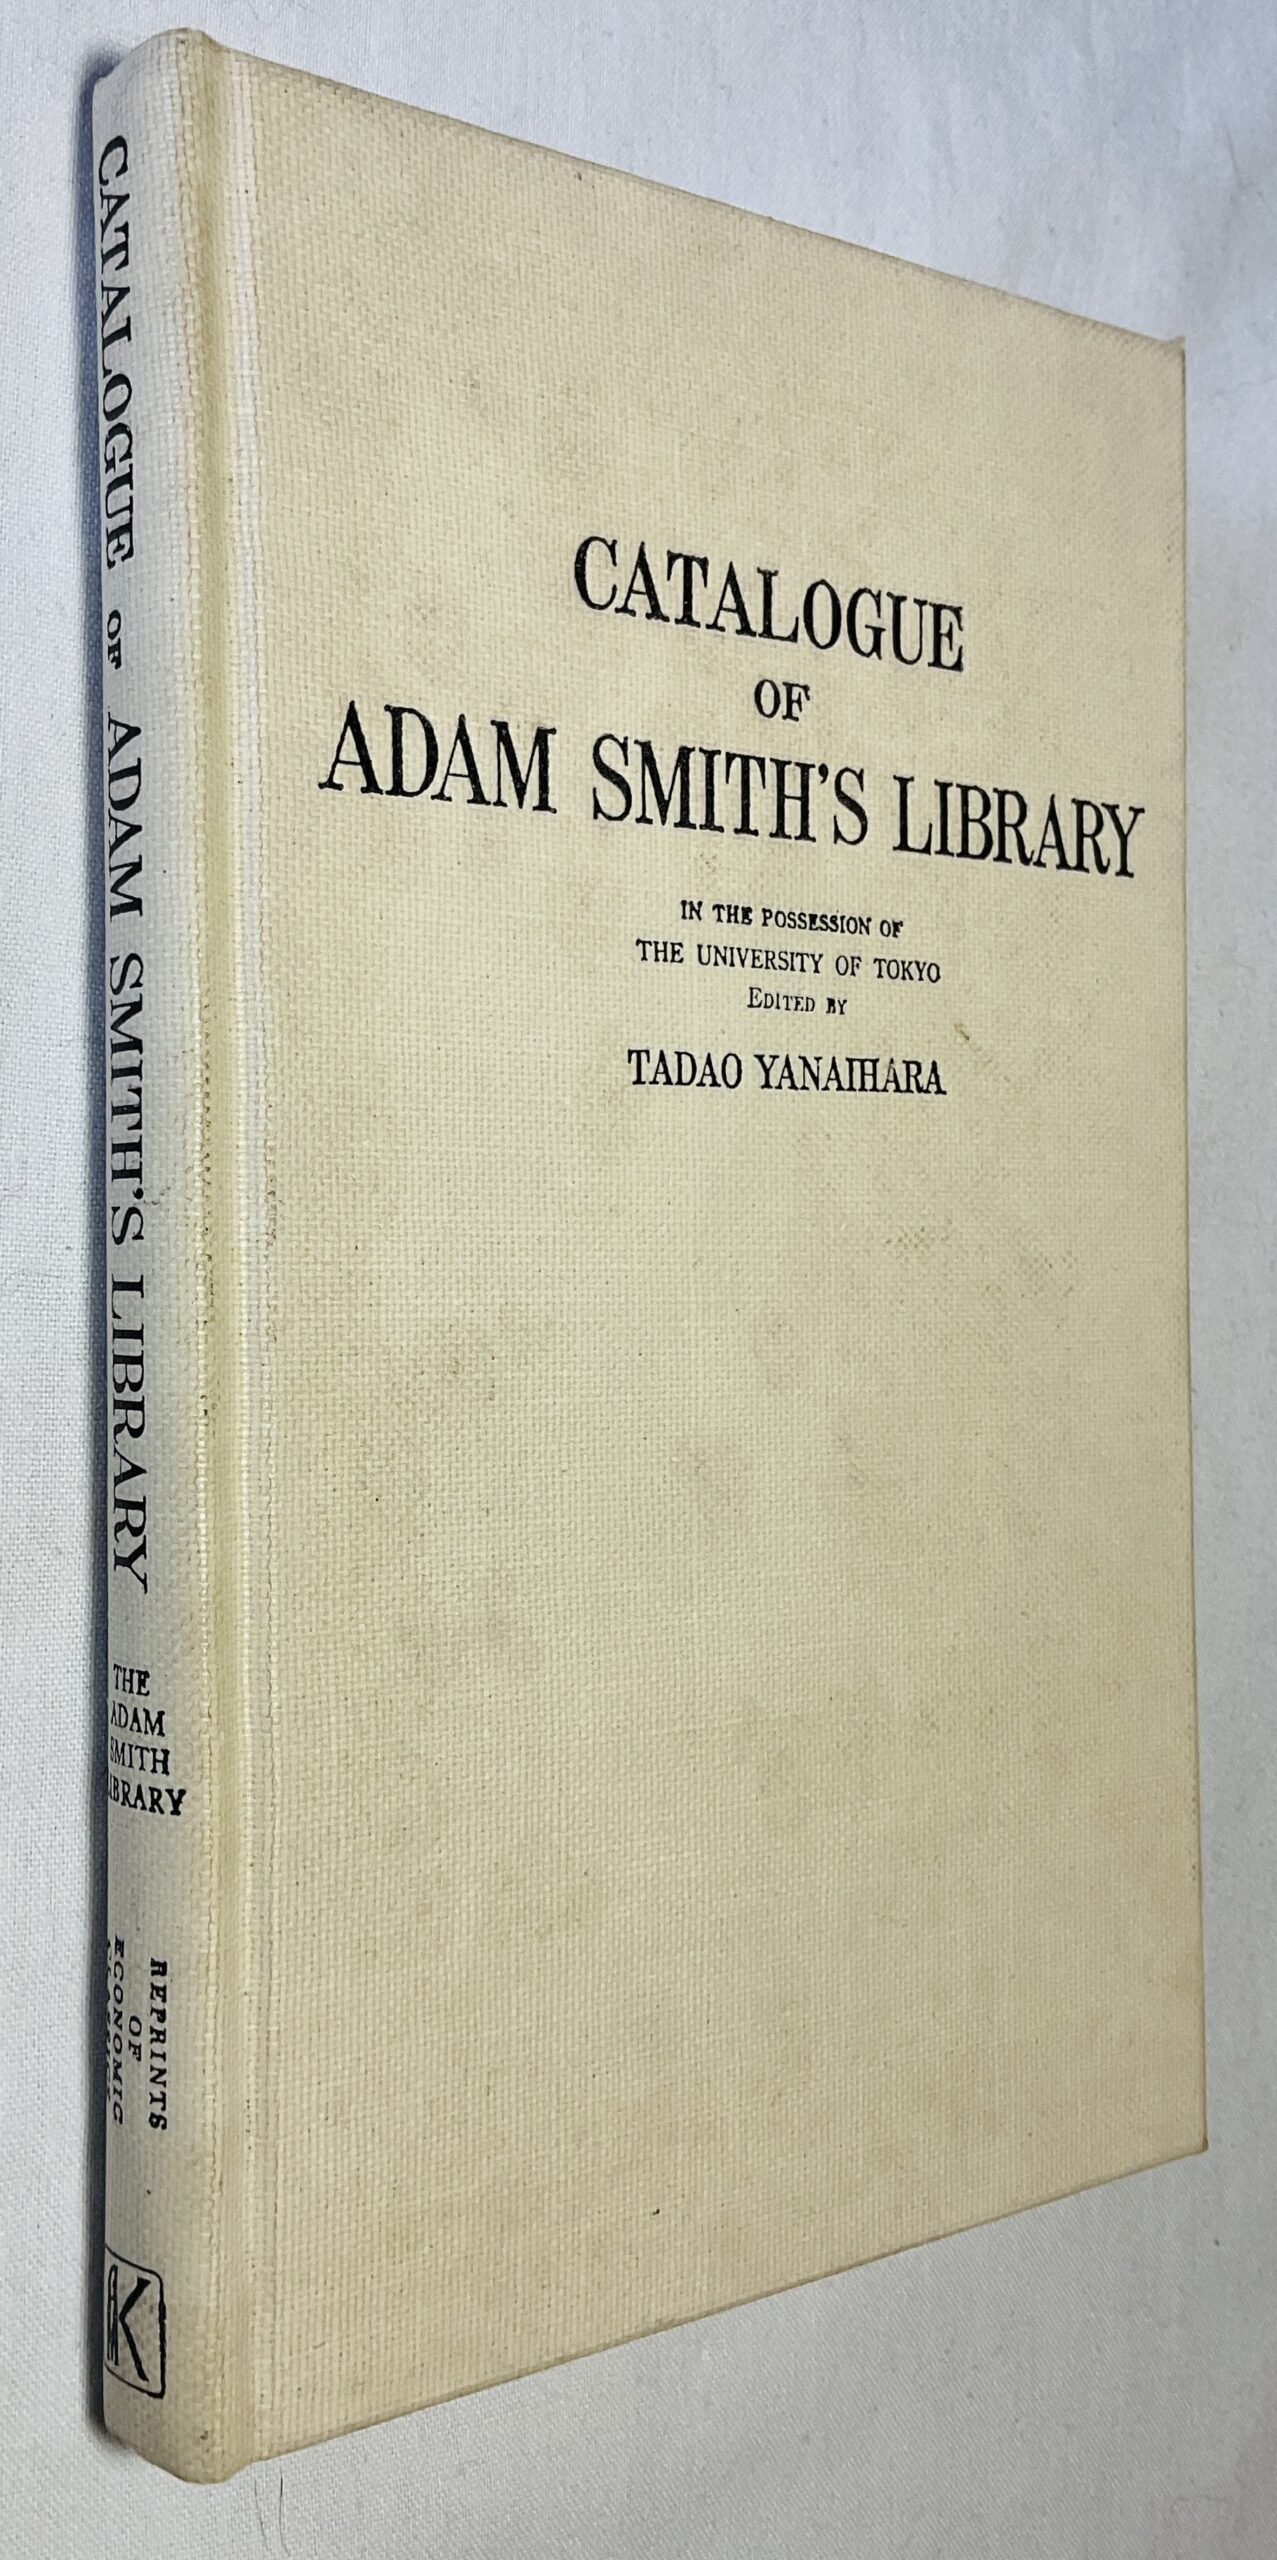 CATALOGUE
OF
ADAM SMITH'S LIBRARY
IN THE POSSESSION OF
THE UNIVERSITY OF TOKYO
EDITED BY
TADAO YANAIHARA
CATALOGUE OF ADAM SMITH'S LIBRARY
THE
ADAM
SMITH
LIBRARY
REPRINTS
OF
ECONOMIC